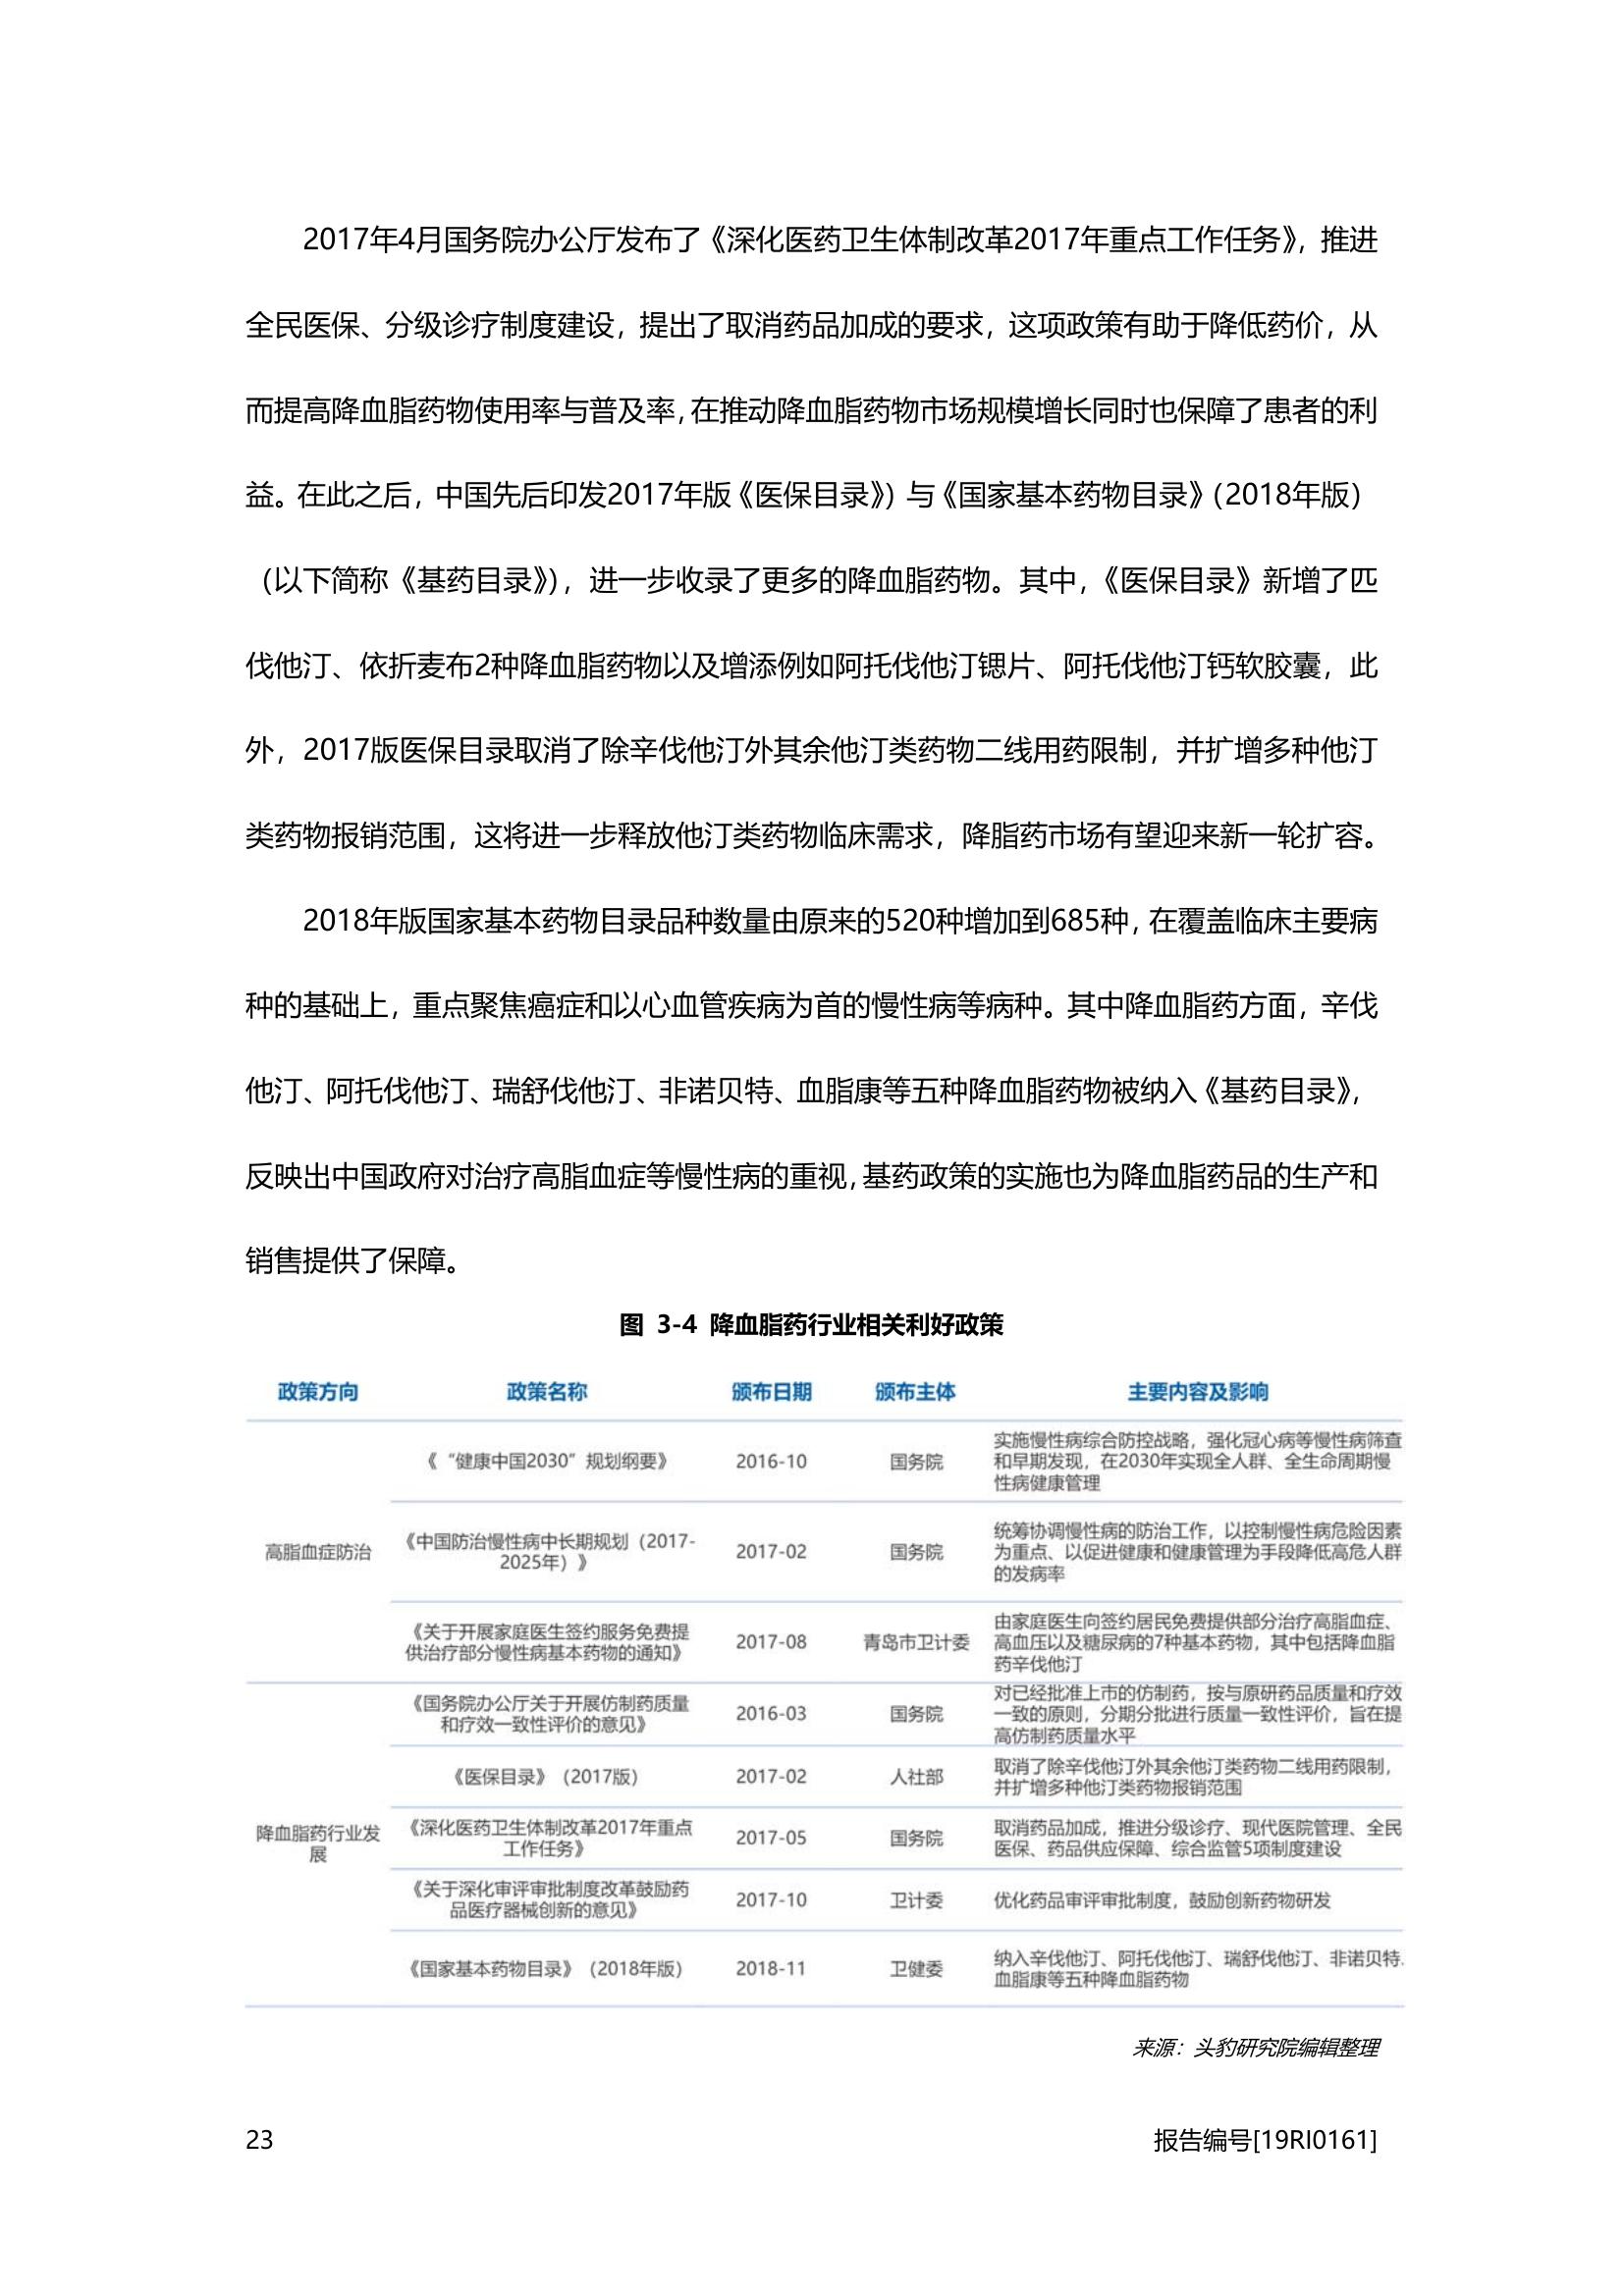 2017年4月国务院办公厅发布了《深化医药卫生体制改革2017年重点工作任务》，推进
全民医保、分级诊疗制度建设，提出了取消药品加成的要求，这项政策有助于降低药价，从
而提高降血脂药物使用率与普及率，在推动降血脂药物市场规模增长同时也保障了患者的利
益。在此之后，中国先后印发2017年版《医保目录》）与《国家基本药物目录》（2018年版）
（以下简称《基药目录》），进一步收录了更多的降血脂药物。其中，《医保目录》新增了匹
伐他汀、依折麦布2种降血脂药物以及增添例如阿托伐他汀锶片、阿托伐他汀钙软胶囊，此
外，2017版医保目录取消了除辛伐他汀外其余他汀类药物二线用药限制，并扩增多种他汀
类药物报销范围，这将进一步释放他汀类药物临床需求，降脂药市场有望迎来新一轮扩容。
2018年版国家基本药物目录品种数量由原来的520种增加到685种，在覆盖临床主要病
种的基础上，重点聚焦癌症和以心血管疾病为首的慢性病等病种。其中降血脂药方面，辛伐
他汀、阿托伐他汀、瑞舒伐他汀、非诺贝特、血脂康等五种降血脂药物被纳入《基药目录》，
反映出中国政府对治疗高脂血症等慢性病的重视，基药政策的实施也为降血脂药品的生产和
销售提供了保障。
图 3-4 降血脂药行业相关利好政策
政策方向 政策名称 颁布日期 颁布主体 主要内容及影响
高脂血症防治
《“健康中国2030”规划纲要》 2016-10 国务院
实施慢性病综合防控战略，强化冠心病等慢性病筛查
和早期发现，在2030年实现全人群、全生命周期慢
性病健康管理
《中国防治慢性病中长期规划（2017-
2025年）》
2017-02 国务院
统筹协调慢性病的防治工作，以控制慢性病危险因素
为重点、以促进健康和健康管理为手段降低高危人群
的发病率
《关于开展家庭医生签约服务免费提
供治疗部分慢性病基本药物的通知》
2017-08 青岛市卫计委
由家庭医生向签约居民免费提供部分治疗高脂血症、
高血压以及糖尿病的7种基本药物，其中包括降血脂
药辛伐他汀
降血脂药行业发
展
《国务院办公厅关于开展仿制药质量
和疗效一致性评价的意见》
2016-03 国务院
对已经批准上市的仿制药，按与原研药品质量和疗效
一致的原则，分期分批进行质量一致性评价，旨在提
高仿制药质量水平
《医保目录》（2017版） 2017-02 人社部
取消了除辛伐他汀外其余他汀类药物二线用药限制，
并扩增多种他汀类药物报销范围
《深化医药卫生体制改革2017年重点
工作任务》
2017-05 国务院
取消药品加成，推进分级诊疗、现代医院管理、全民
医保、药品供应保障、综合监管5项制度建设
《关于深化审评审批制度改革鼓励药
品医疗器械创新的意见》
2017-10 卫计委
优化药品审评审批制度，鼓励创新药物研发
《国家基本药物目录》（2018年版） 2018-11 卫健委
纳入辛伐他汀、阿托伐他汀、瑞舒伐他汀、非诺贝特、
血脂康等五种降血脂药物
来源：头豹研究院编辑整理
23 报告编号[19RI0161]